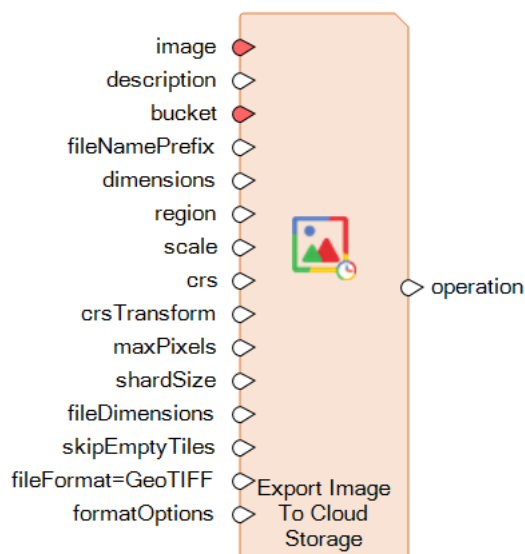 image
description
bucket
fileNamePrefix
dimensions
region
scale
crs
operation
crsTransform
maxPixels
shardSize
fileDimensions
skipEmptyTiles
fileFormat=GeoTIFF
formatOptions
Export Image
To Cloud
Storage